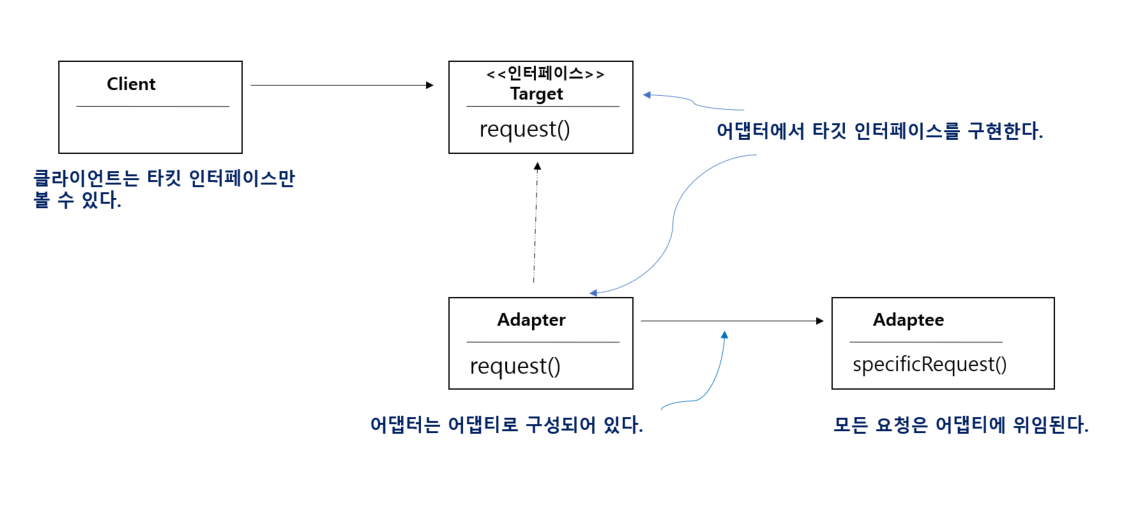 Client
클라이언트는 타킷 인터페이스만
볼 수 있다.
<<인터페이스>>
Target
request()
어댑터에서 타깃 인터페이스를 구현한다.
Adapter
request()
어댑터는 어댑티로 구성되어 있다.
Adaptee
specificRequest()
모든 요청은 어댑티에 위임된다.